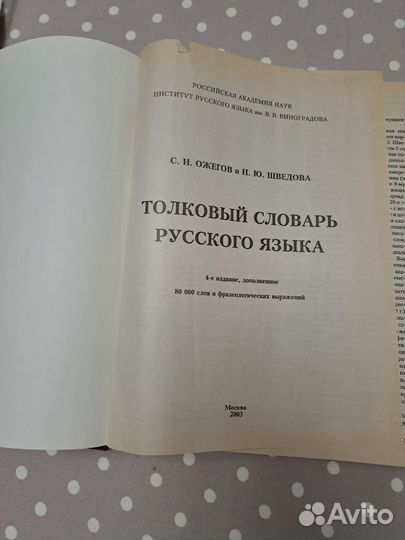 РОССИЙСКАЯ АКАДЕМИЯ НАУК
ИНСТИТУТ РУССКОГО ЯЗЫКА им. В. В. ВИНОГРАДОВА
С. И. ОЖЕГОВ и Н. Ю. ШВЕДОВА
ТОЛКОВЫЙ СЛОВАРЬ
РУССКОГО ЯЗЫКА
4-е издание, дополненное
80 000 слов и фразеологических выражений
Москва
2003
Avito